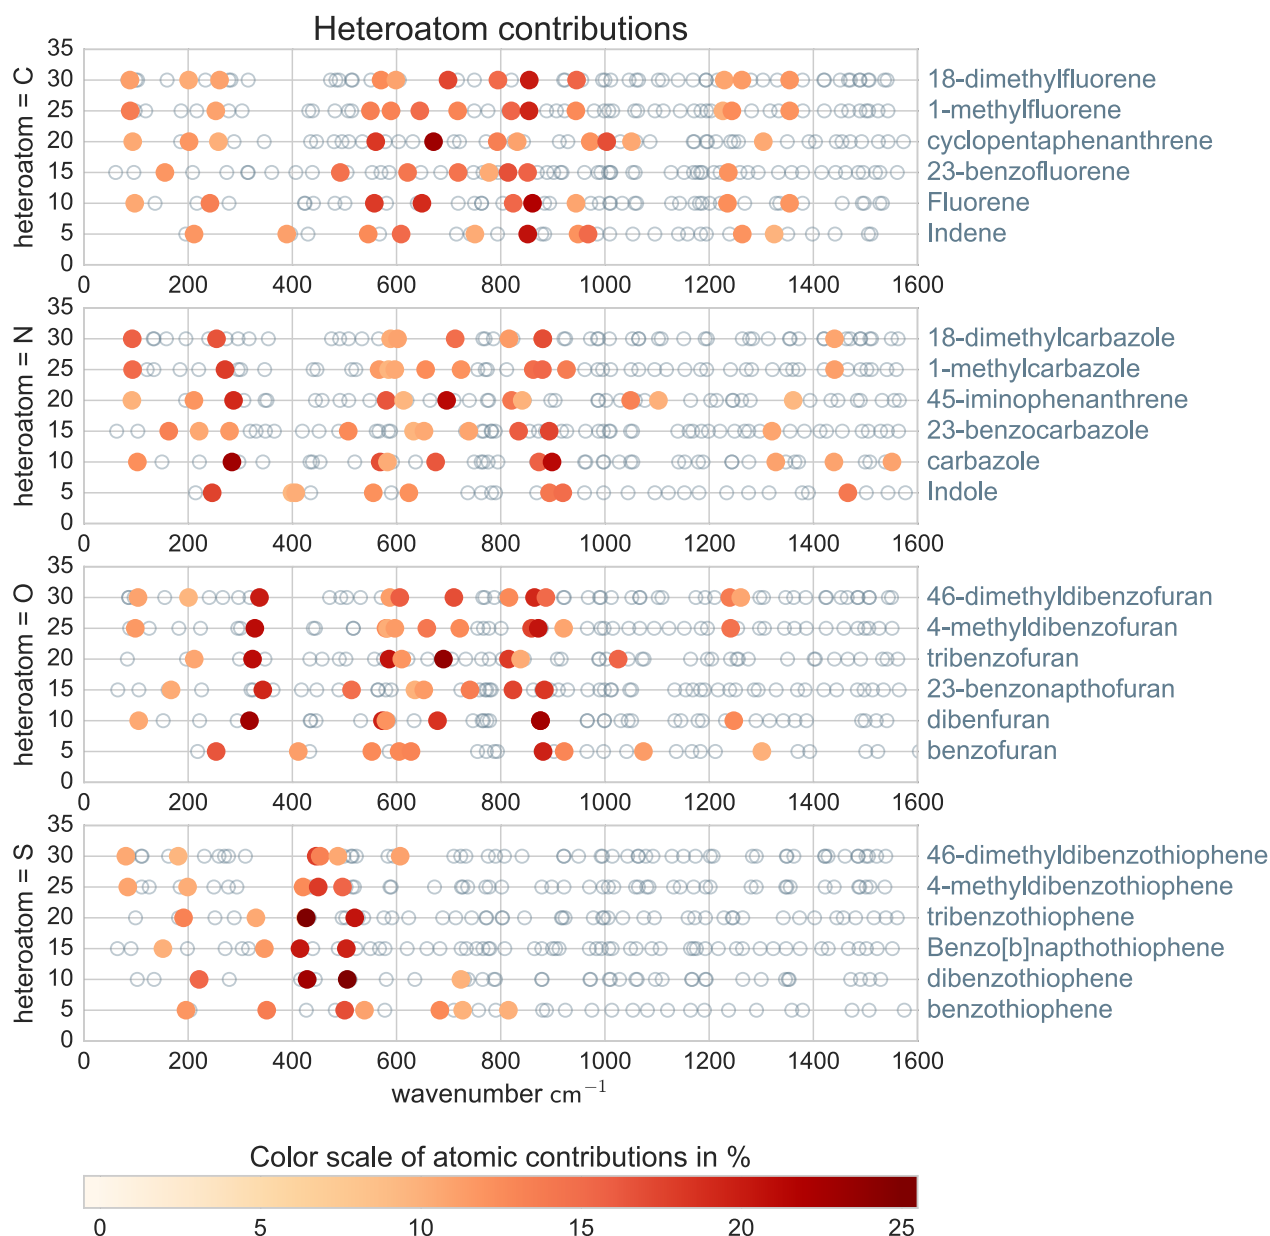 Heteroatom contributions
heteroatom = C
35
30
25
20
15
10
5
0
18-dimethylfluorene
1-methylfluorene
cyclopentaphenanthrene
23-benzofluorene
Fluorene
Indene
0 200 400 600 800 1000 1200 1400 1600
heteroatom = N
35
30
25
20
15
10
5
0
18-dimethylcarbazole
1-methylcarbazole
45-iminophenanthrene
23-benzocarbazole
carbazole
Indole
0 200 400 600 800 1000 1200 1400 1600
heteroatom = O
35
30
25
20
15
10
5
0
46-dimethyldibenzofuran
4-methyldibenzofuran
tribenzofuran
23-benzonapthofuran
dibenfuran
benzofuran
0 200 400 600 800 1000 1200 1400 1600
heteroatom = S
35
30
25
20
15
10
5
0
46-dimethyldibenzothiophene
4-methyldibenzothiophene
tribenzothiophene
Benzo[b]napthothiophene
dibenzothiophene
benzothiophene
0 200 400 600 800 1000 1200 1400 1600
wavenumber cm⁻¹
Color scale of atomic contributions in %
0 5 10 15 20 25